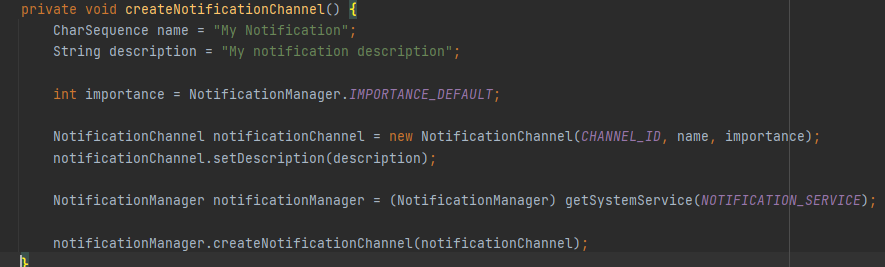 private void createNotificationChannel() {
CharSequence name = "My Notification";
String description = "My notification description";
int importance = NotificationManager.IMPORTANCE_DEFAULT;
NotificationChannel notificationChannel = new NotificationChannel(CHANNEL_ID, name, importance);
notificationChannel.setDescription(description);
NotificationManager notificationManager = (NotificationManager) getSystemService(NOTIFICATION_SERVICE);
notificationManager.createNotificationChannel(notificationChannel);
}